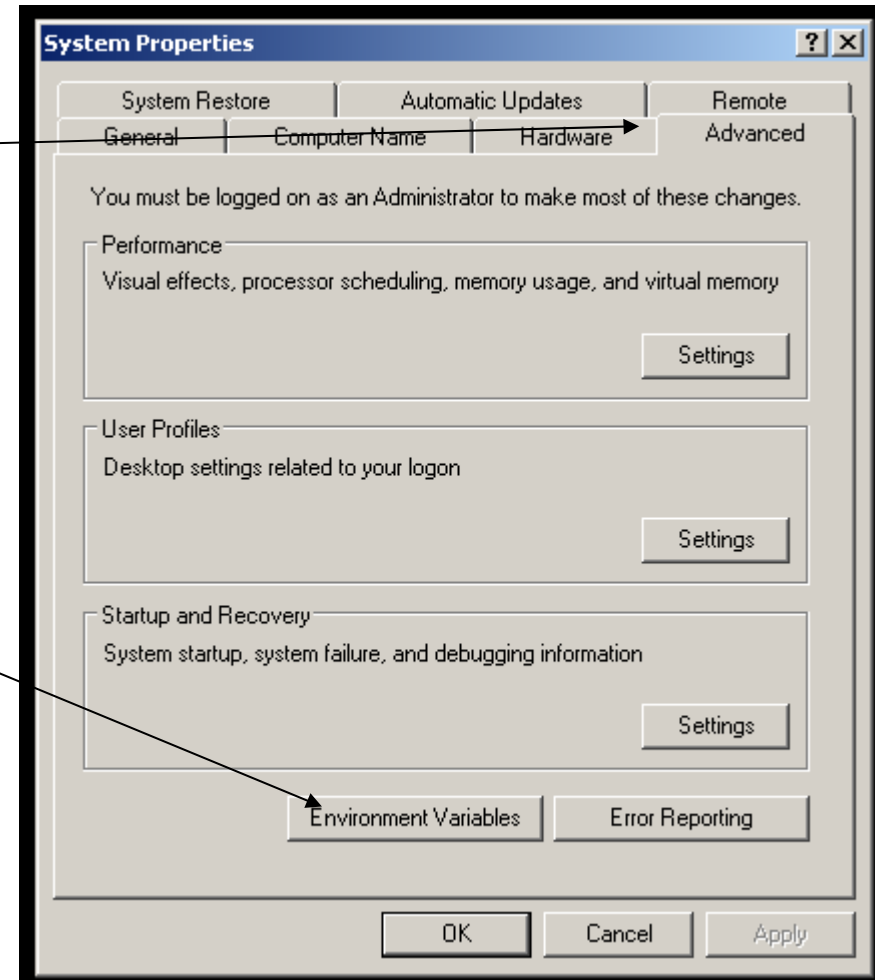 System Properties
System Restore Automatic Updates Remote
General Computer Name Hardware Advanced
You must be logged on as an Administrator to make most of these changes.
Performance
Visual effects, processor scheduling, memory usage, and virtual memory
Settings
User Profiles
Desktop settings related to your logon
Settings
Startup and Recovery
System startup, system failure, and debugging information
Settings
Environment Variables Error Reporting
OK Cancel Apply